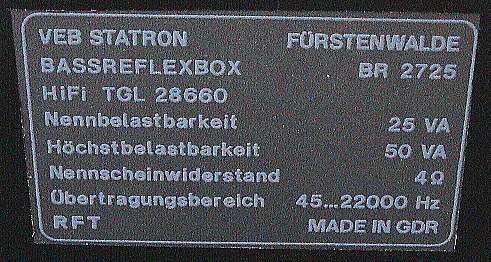 VEB STATRON FÜRSTENWALDE
BASSREFLEXBOX BR 2725
HiFi TGL 28660
Nennbelastbarkeit 25 VA
Höchstbelastbarkeit 50 VA
Nennscheinwiderstand 4Ω
Übertragungsbereich 45...22000 Hz
RFT MADE IN GDR